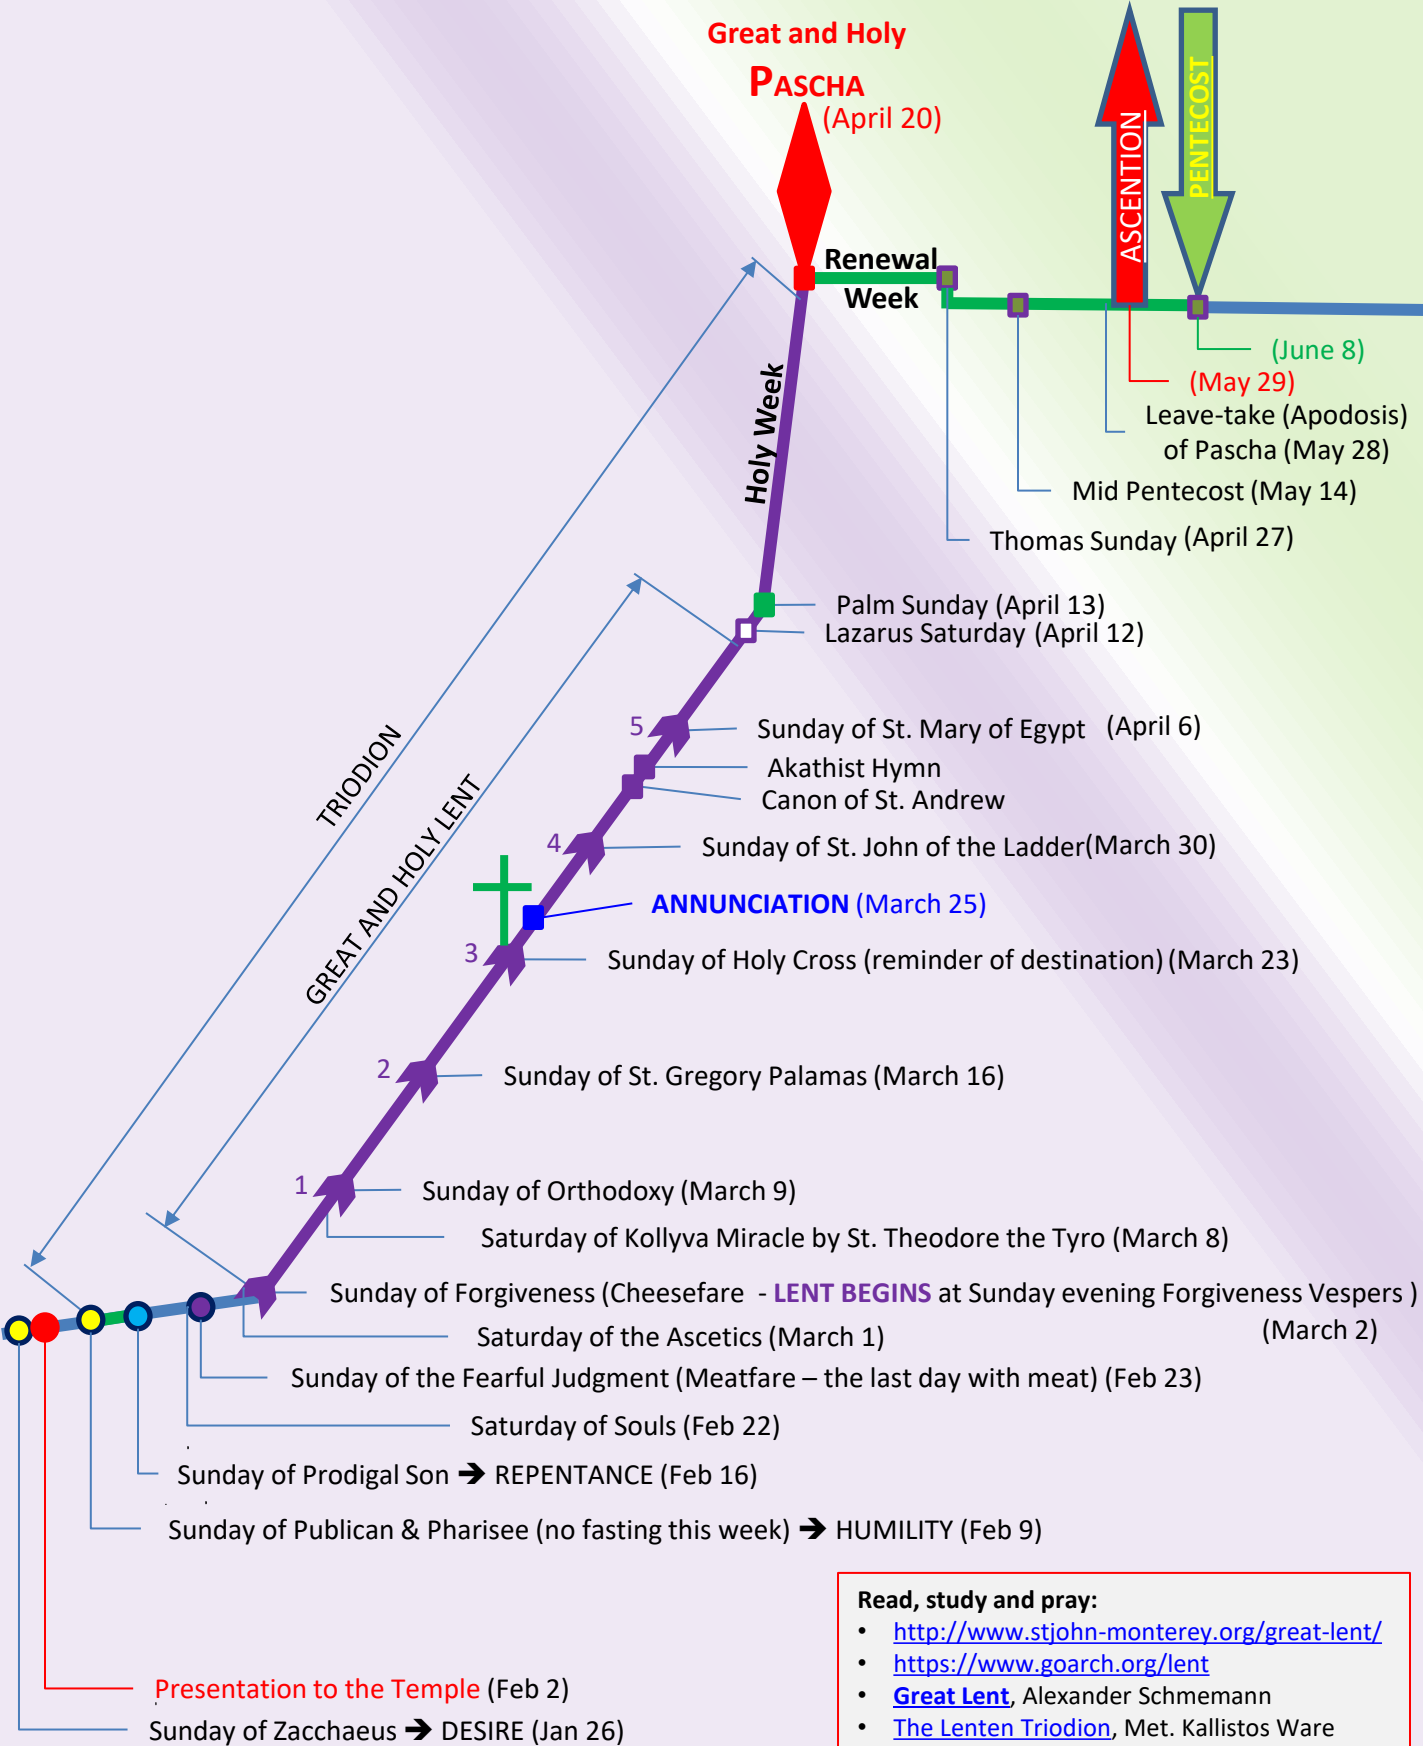 Great and Holy
PASCHA
(April 20)
ASCENTION
PENTECOST
Renewal
Week
(June 8)
(May 29)
Leave-take (Apodosis)
of Pascha (May 28)
Mid Pentecost (May 14)
Thomas Sunday (April 27)
Holy Week
Palm Sunday (April 13)
Lazarus Saturday (April 12)
TRIODION
GREAT AND HOLY LENT
5 Sunday of St. Mary of Egypt (April 6)
Akathist Hymn
Canon of St. Andrew
4 Sunday of St. John of the Ladder(March 30)
ANNUNCIATION (March 25)
3 Sunday of Holy Cross (reminder of destination) (March 23)
2 Sunday of St. Gregory Palamas (March 16)
1 Sunday of Orthodoxy (March 9)
Saturday of Kollyva Miracle by St. Theodore the Tyro (March 8)
Sunday of Forgiveness (Cheesefare - LENT BEGINS at Sunday evening Forgiveness Vespers )
(March 2)
Saturday of the Ascetics (March 1)
Sunday of the Fearful Judgment (Meatfare – the last day with meat) (Feb 23)
Saturday of Souls (Feb 22)
Sunday of Prodigal Son ➔ REPENTANCE (Feb 16)
Sunday of Publican & Pharisee (no fasting this week) ➔ HUMILITY (Feb 9)
Presentation to the Temple (Feb 2)
Sunday of Zacchaeus ➔ DESIRE (Jan 26)
Read, study and pray:
• http://www.stjohn-monterey.org/great-lent/
• https://www.goarch.org/lent
• Great Lent, Alexander Schmemann
• The Lenten Triodion, Met. Kallistos Ware